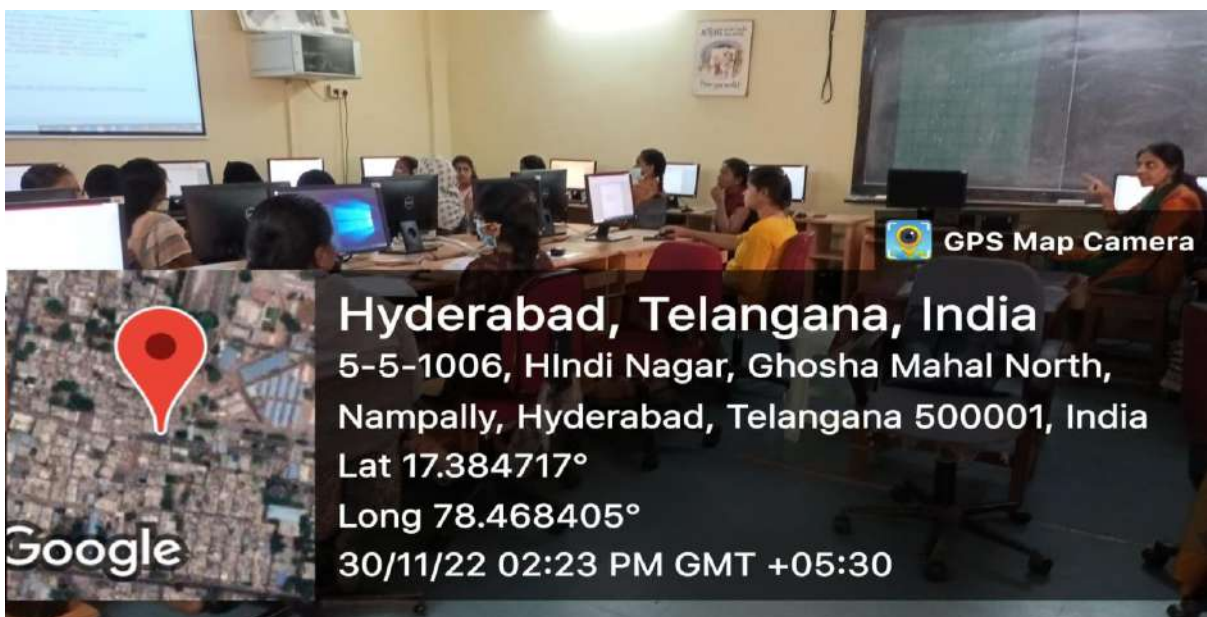 GPS Map Camera
Hyderabad, Telangana, India
5-5-1006, HIndi Nagar, Ghosha Mahal North,
Nampally, Hyderabad, Telangana 500001, India
Lat 17.384717°
Long 78.468405°
30/11/22 02:23 PM GMT +05:30
Google